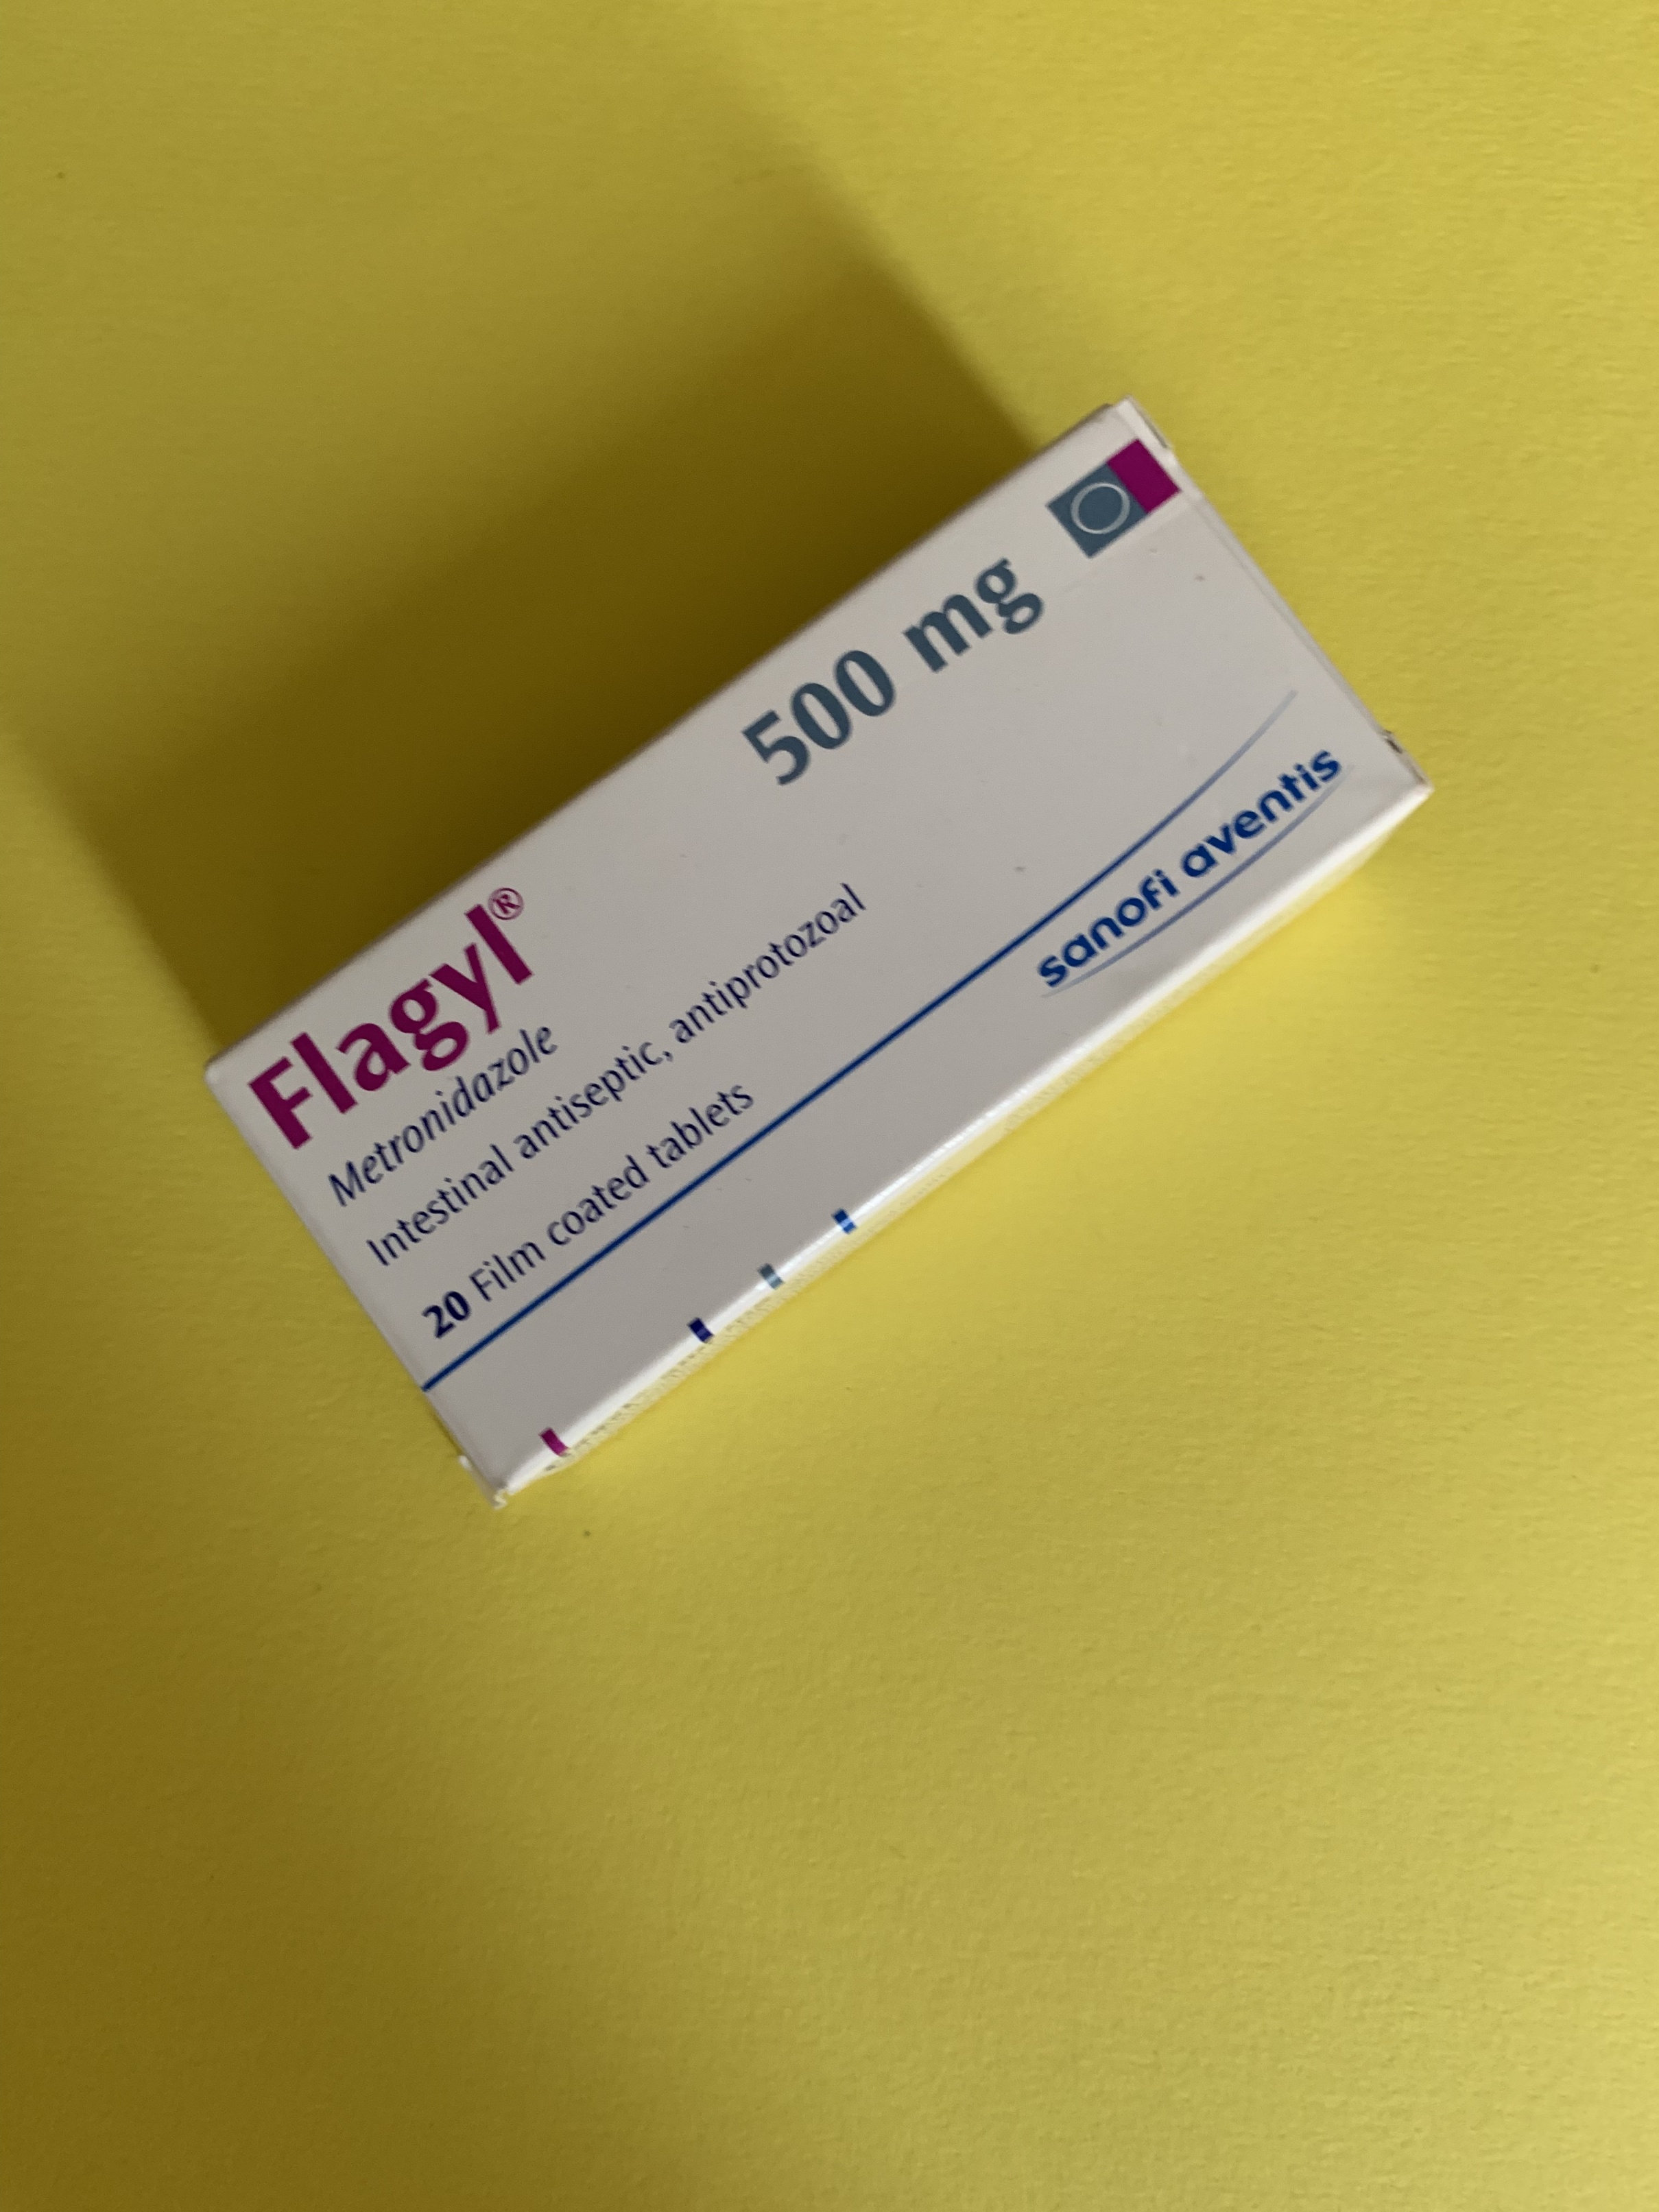 Flagyl®
500 mg
Metronidazole
Intestinal antiseptic, antiprotozoal
20 Film coated tablets
sanofi aventis